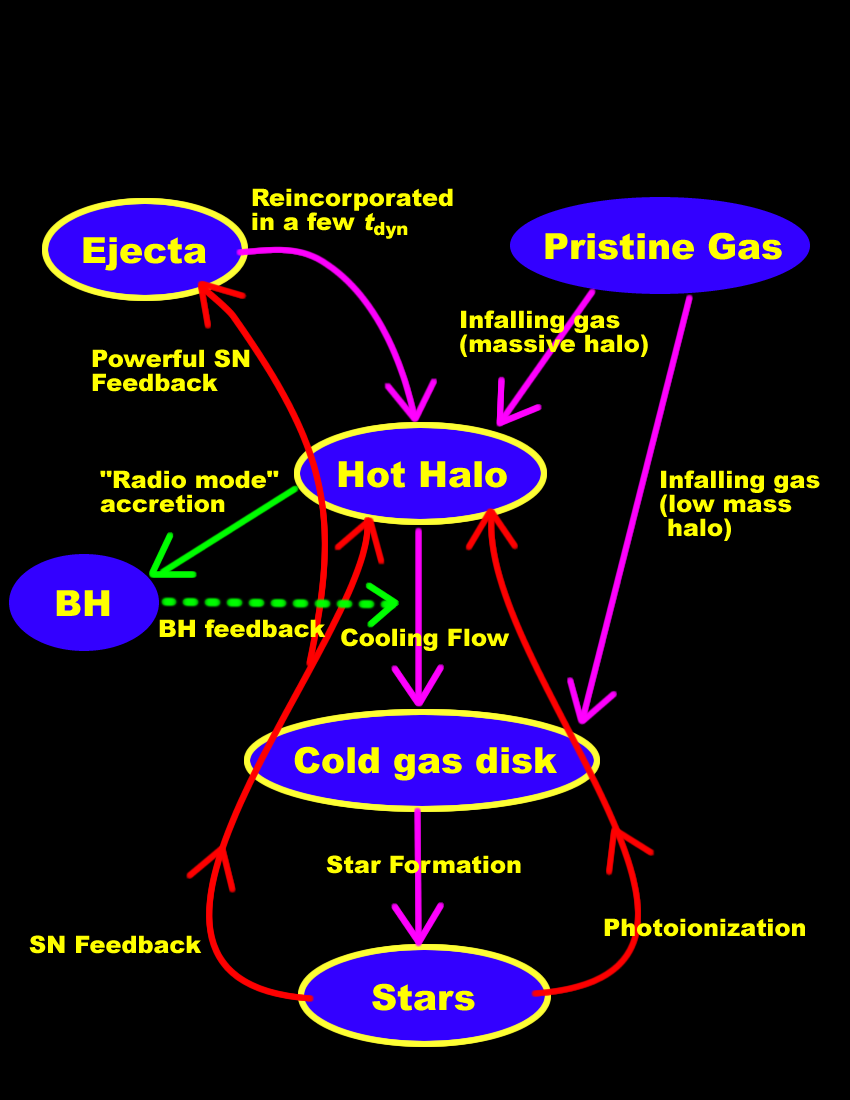 Reincorporated
in a few tdyn
Ejecta
Pristine Gas
Infalling gas
(massive halo)
Powerful SN
Feedback
Hot Halo
"Radio mode"
accretion
Infalling gas
(low mass
halo)
BH
BH feedback
Cooling Flow
Cold gas disk
Star Formation
Photoionization
SN Feedback
Stars